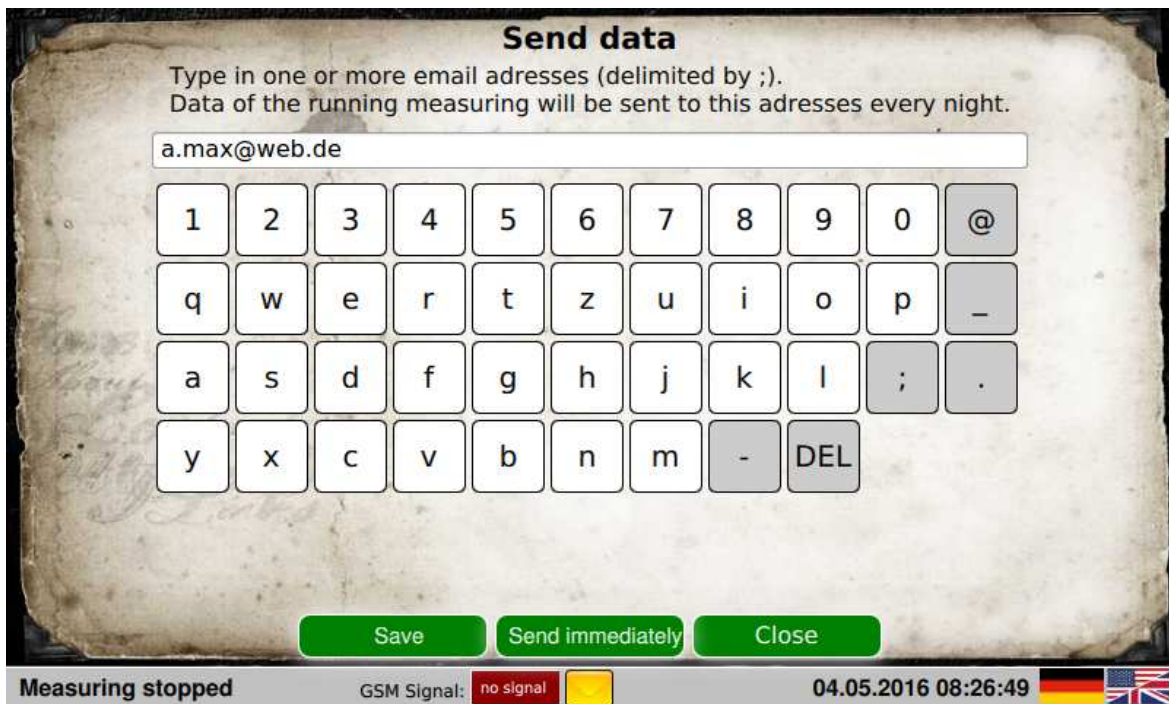 Send data
Type in one or more email adresses (delimited by ;).
Data of the running measuring will be sent to this adresses every night.
a.max@web.de
1 2 3 4 5 6 7 8 9 0 @
q w e r t z u i o p _
a s d f g h j k l ; .
y x c v b n m - DEL
Save Send immediately Close
Measuring stopped GSM Signal: no signal 04.05.2016 08:26:49